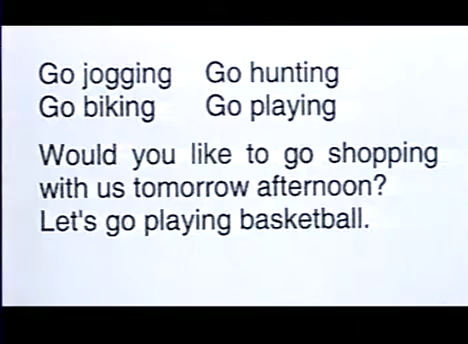 Go jogging Go hunting
Go biking Go playing
Would you like to go shopping
with us tomorrow afternoon?
Let's go playing basketball.